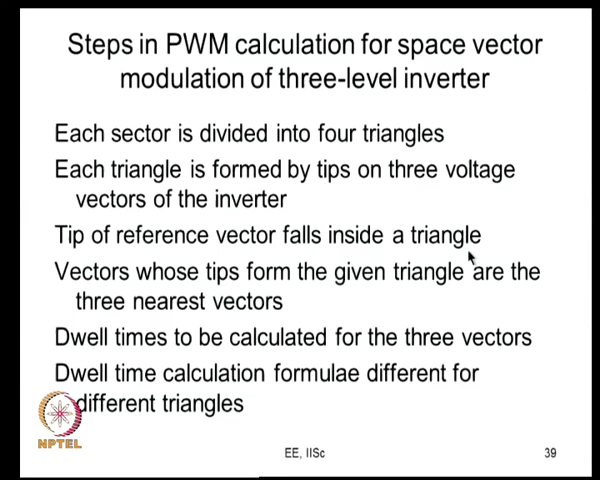 Steps in PWM calculation for space vector
modulation of three-level inverter
Each sector is divided into four triangles
Each triangle is formed by tips on three voltage
vectors of the inverter
Tip of reference vector falls inside a triangle
Vectors whose tips form the given triangle are the
three nearest vectors
Dwell times to be calculated for the three vectors
Dwell time calculation formulae different for
different triangles
NPTEL
EE, IISc
39